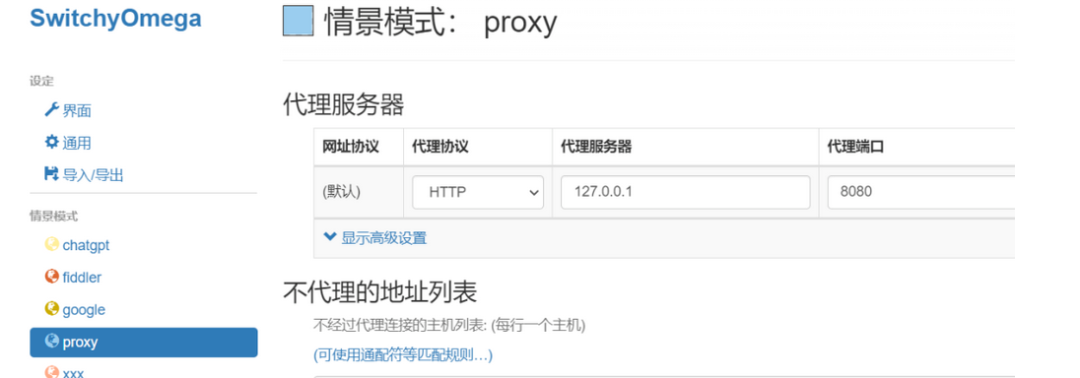 SwitchyOmega
设定
界面
通用
导入/导出
情景模式
chatgpt
fiddler
google
proxy
xxx
情景模式： proxy
代理服务器
网址协议 代理协议 代理服务器 代理端口
(默认) HTTP 127.0.0.1 8080
显示高级设置
不代理的地址列表
不经过代理连接的主机列表: (每行一个主机)
(可使用通配符等匹配规则…)